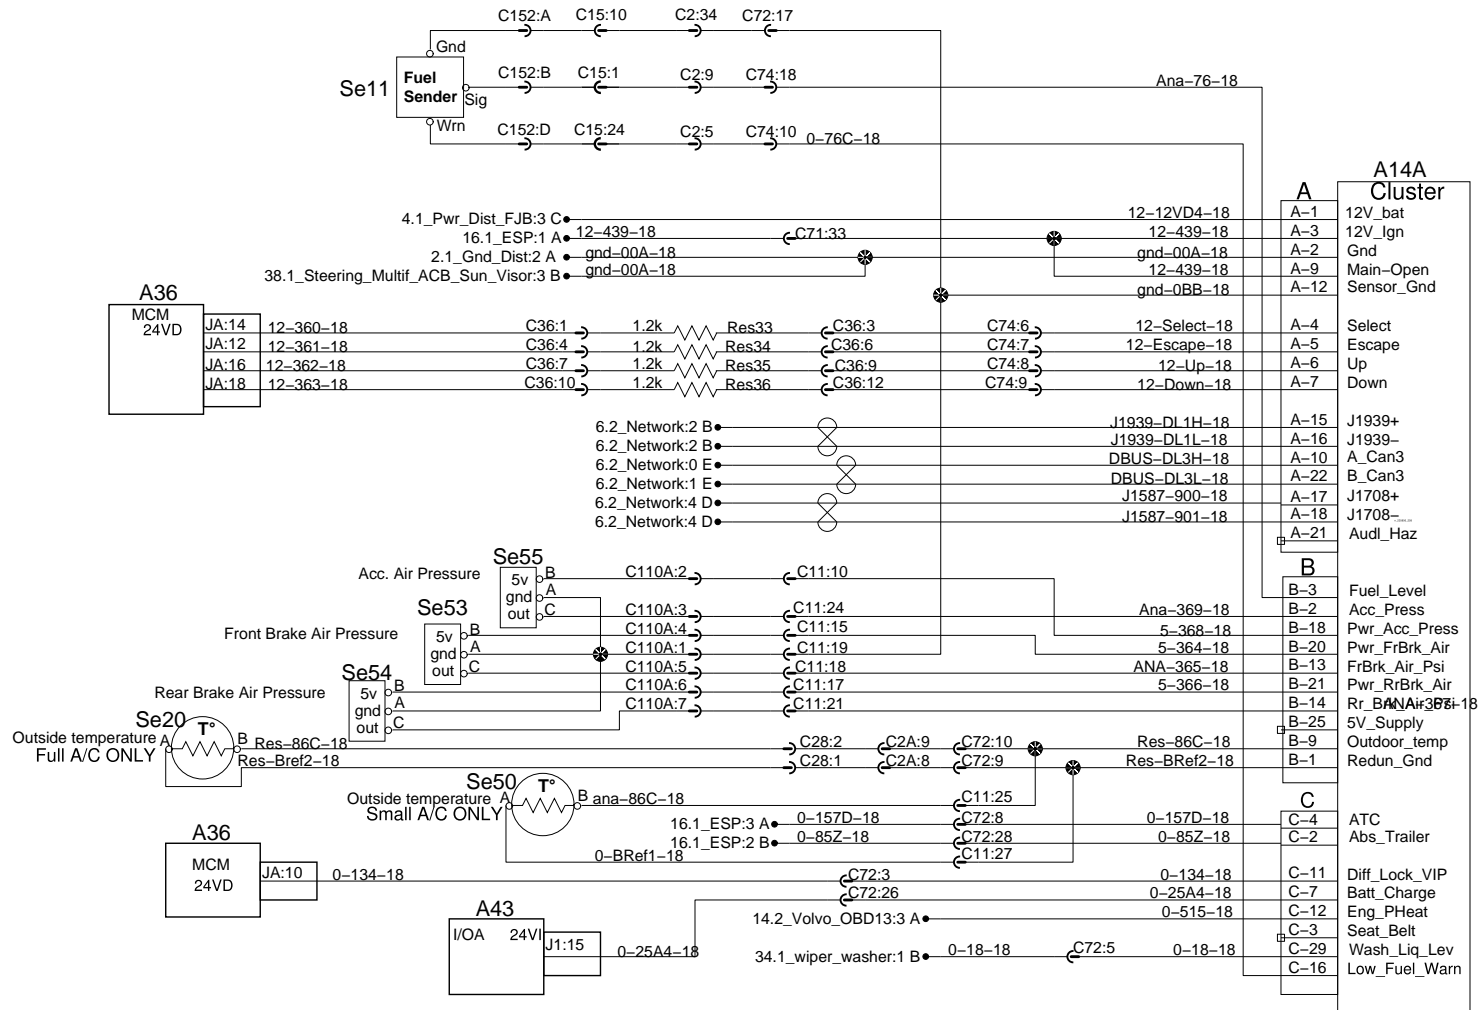 C152:A C15:10 C2:34 C72:17
Gnd
Se11 Fuel Sender Sig C152:B C15:1 C2:9 C74:18 Ana-76-18
Wrn
C152:D C15:24 C2:5 C74:10 0-76C-18
A14A
A Cluster
4.1_Pwr_Dist_FJB:3 C 12-12VD4-18 A-1 12V_bat
16.1_ESP:1 A 12-439-18 C71:33 12-439-18 A-3 12V_Ign
2.1_Gnd_Dist:2 A gnd-00A-18 gnd-00A-18 A-2 Gnd
38.1_Steering_Multif_ACB_Sun_Visor:3 B gnd-00A-18 12-439-18 A-9 Main-Open
gnd-0BB-18 A-12 Sensor_Gnd
A36
MCM
24VD
JA:14 12-360-18 C36:1 1.2k Res33 C36:3 C74:6 12-Select-18 A-4 Select
JA:12 12-361-18 C36:4 1.2k Res34 C36:6 C74:7 12-Escape-18 A-5 Escape
JA:16 12-362-18 C36:7 1.2k Res35 C36:9 C74:8 12-Up-18 A-6 Up
JA:18 12-363-18 C36:10 1.2k Res36 C36:12 C74:9 12-Down-18 A-7 Down
6.2_Network:2 B J1939-DL1H-18 A-15 J1939+
6.2_Network:2 B J1939-DL1L-18 A-16 J1939-
6.2_Network:0 E DBUS-DL3H-18 A-10 A_Can3
6.2_Network:1 E DBUS-DL3L-18 A-22 B_Can3
6.2_Network:4 D J1587-900-18 A-17 J1708+
6.2_Network:4 D J1587-901-18 A-18 J1708-
A-21 Audl_Haz
Se55
B
Acc. Air Pressure 5v B C110A:2 C11:10
gnd A B-3 Fuel_Level
Se53 out C C110A:3 C11:24 Ana-369-18 B-2 Acc_Press
Front Brake Air Pressure 5v B C110A:4 C11:15 5-368-18 B-18 Pwr_Acc_Press
gnd A C110A:1 C11:19 5-364-18 B-20 Pwr_FrBrk_Air
Se54 out C C110A:5 C11:18 ANA-365-18 B-13 FrBrk_Air_Psi
Rear Brake Air Pressure 5v B C110A:6 C11:17 5-366-18 B-21 Pwr_RrBrk_Air
gnd A C110A:7 C11:21 B-14 Rr_Brk_Air_Psi ANA-367-18
out C B-25 5V_Supply
Se20
T°
Outside temperature A B Res-86C-18 C28:2 C2A:9 C72:10 Res-86C-18 B-9 Outdoor_temp
Full A/C ONLY Res-Bref2-18 C28:1 C2A:8 C72:9 Res-BRef2-18 B-1 Redun_Gnd
Se50
T°
Outside temperature A B ana-86C-18 C11:25
Small A/C ONLY
C
16.1_ESP:3 A 0-157D-18 C72:8 0-157D-18 C-4 ATC
16.1_ESP:2 B 0-85Z-18 C72:28 0-85Z-18 C-2 Abs_Trailer
0-BRef1-18 C11:27
A36
MCM
24VD
JA:10 0-134-18 C72:3 0-134-18 C-11 Diff_Lock_VIP
C72:26 0-25A4-18 C-7 Batt_Charge
A43
14.2_Volvo_OBD13:3 A 0-515-18 C-12 Eng_PHeat
I/OA 24VI C-3 Seat_Belt
J1:15 0-25A4-18 34.1_wiper_washer:1 B 0-18-18 C72:5 0-18-18 C-29 Wash_Liq_Lev
C-16 Low_Fuel_Warn